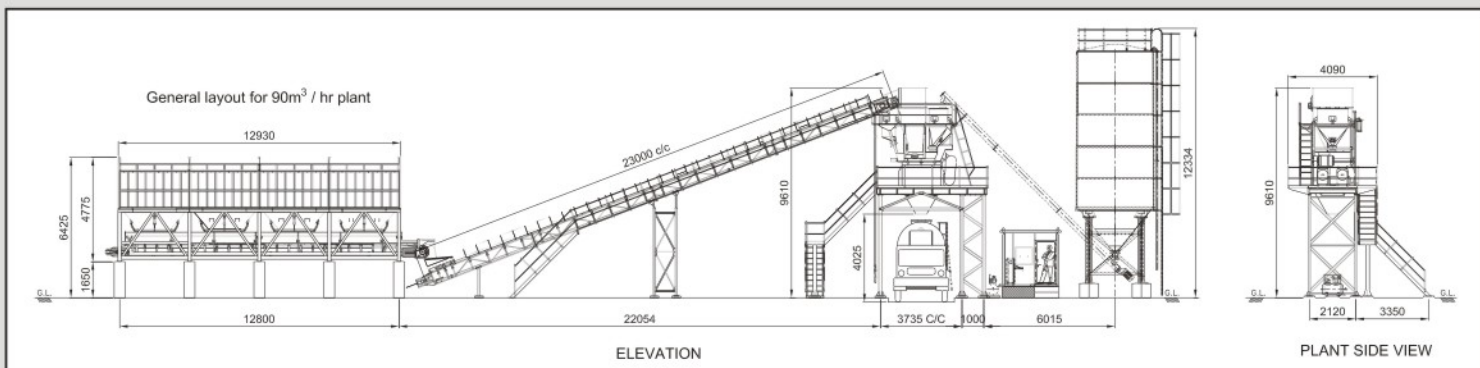 General layout for 90m³ / hr plant
12930
6425
4775
1650
23000 c/c
9610
4025
12334
G.L.
G.L.
12800
22054
3735 C/C
1000
6015
ELEVATION
4090
9610
G.L.
G.L.
2120
3350
PLANT SIDE VIEW